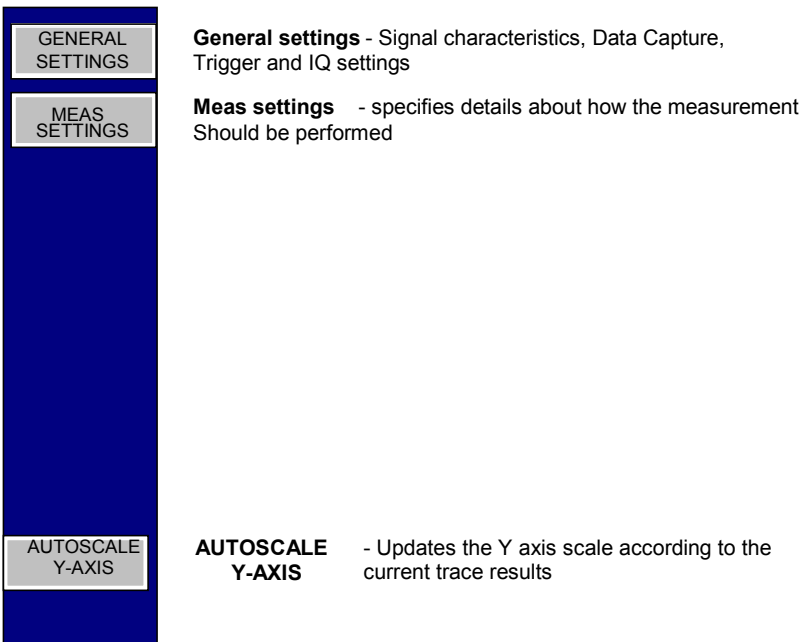 GENERAL
SETTINGS
General settings - Signal characteristics, Data Capture,
Trigger and IQ settings
MEAS
SETTINGS
Meas settings - specifies details about how the measurement
Should be performed
AUTOSCALE
Y-AXIS
AUTOSCALE - Updates the Y axis scale according to the
Y-AXIS current trace results